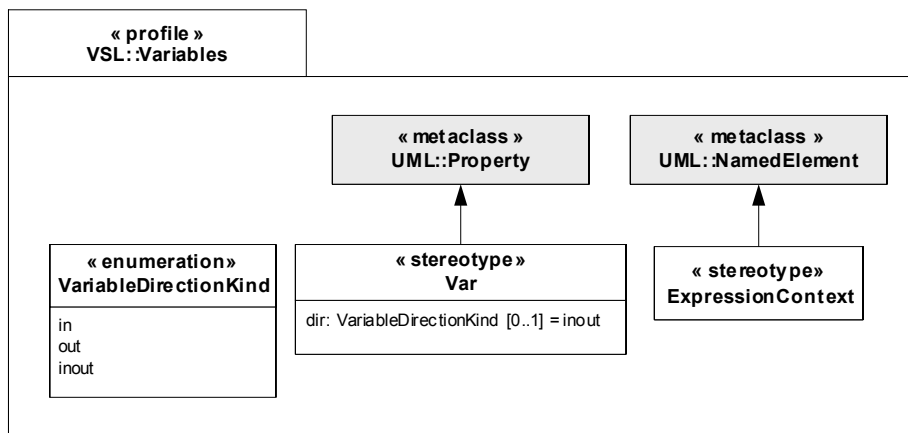 « profile »
VSL::Variables
« metaclass »
UML::Property
« metaclass »
UML::NamedElement
« enumeration»
VariableDirectionKind
in
out
inout
« stereotype»
Var
dir: VariableDirectionKind [0..1] = inout
« stereotype»
ExpressionContext